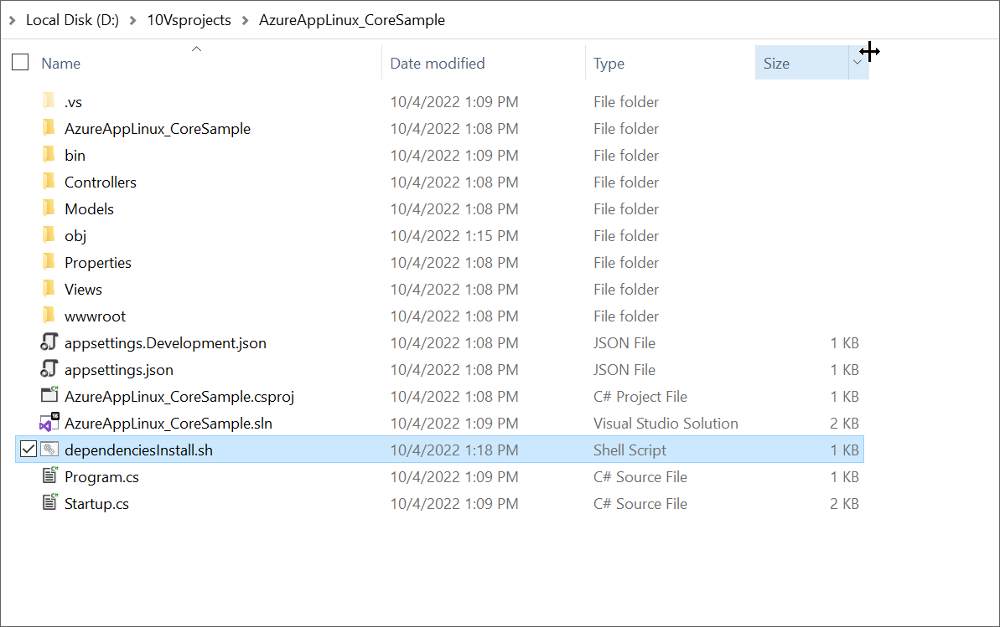 Local Disk (D:) > 10Vsprojects > AzureAppLinux_CoreSample
Name Date modified Type Size
.vs 10/4/2022 1:09 PM File folder
AzureAppLinux_CoreSample 10/4/2022 1:08 PM File folder
bin 10/4/2022 1:09 PM File folder
Controllers 10/4/2022 1:08 PM File folder
Models 10/4/2022 1:08 PM File folder
obj 10/4/2022 1:15 PM File folder
Properties 10/4/2022 1:08 PM File folder
Views 10/4/2022 1:08 PM File folder
wwwroot 10/4/2022 1:08 PM File folder
appsettings.Development.json 10/4/2022 1:08 PM JSON File 1 KB
appsettings.json 10/4/2022 1:08 PM JSON File 1 KB
AzureAppLinux_CoreSample.csproj 10/4/2022 1:08 PM C# Project File 1 KB
AzureAppLinux_CoreSample.sln 10/4/2022 1:09 PM Visual Studio Solution 2 KB
dependenciesInstall.sh 10/4/2022 1:18 PM Shell Script 1 KB
Program.cs 10/4/2022 1:09 PM C# Source File 1 KB
Startup.cs 10/4/2022 1:09 PM C# Source File 2 KB